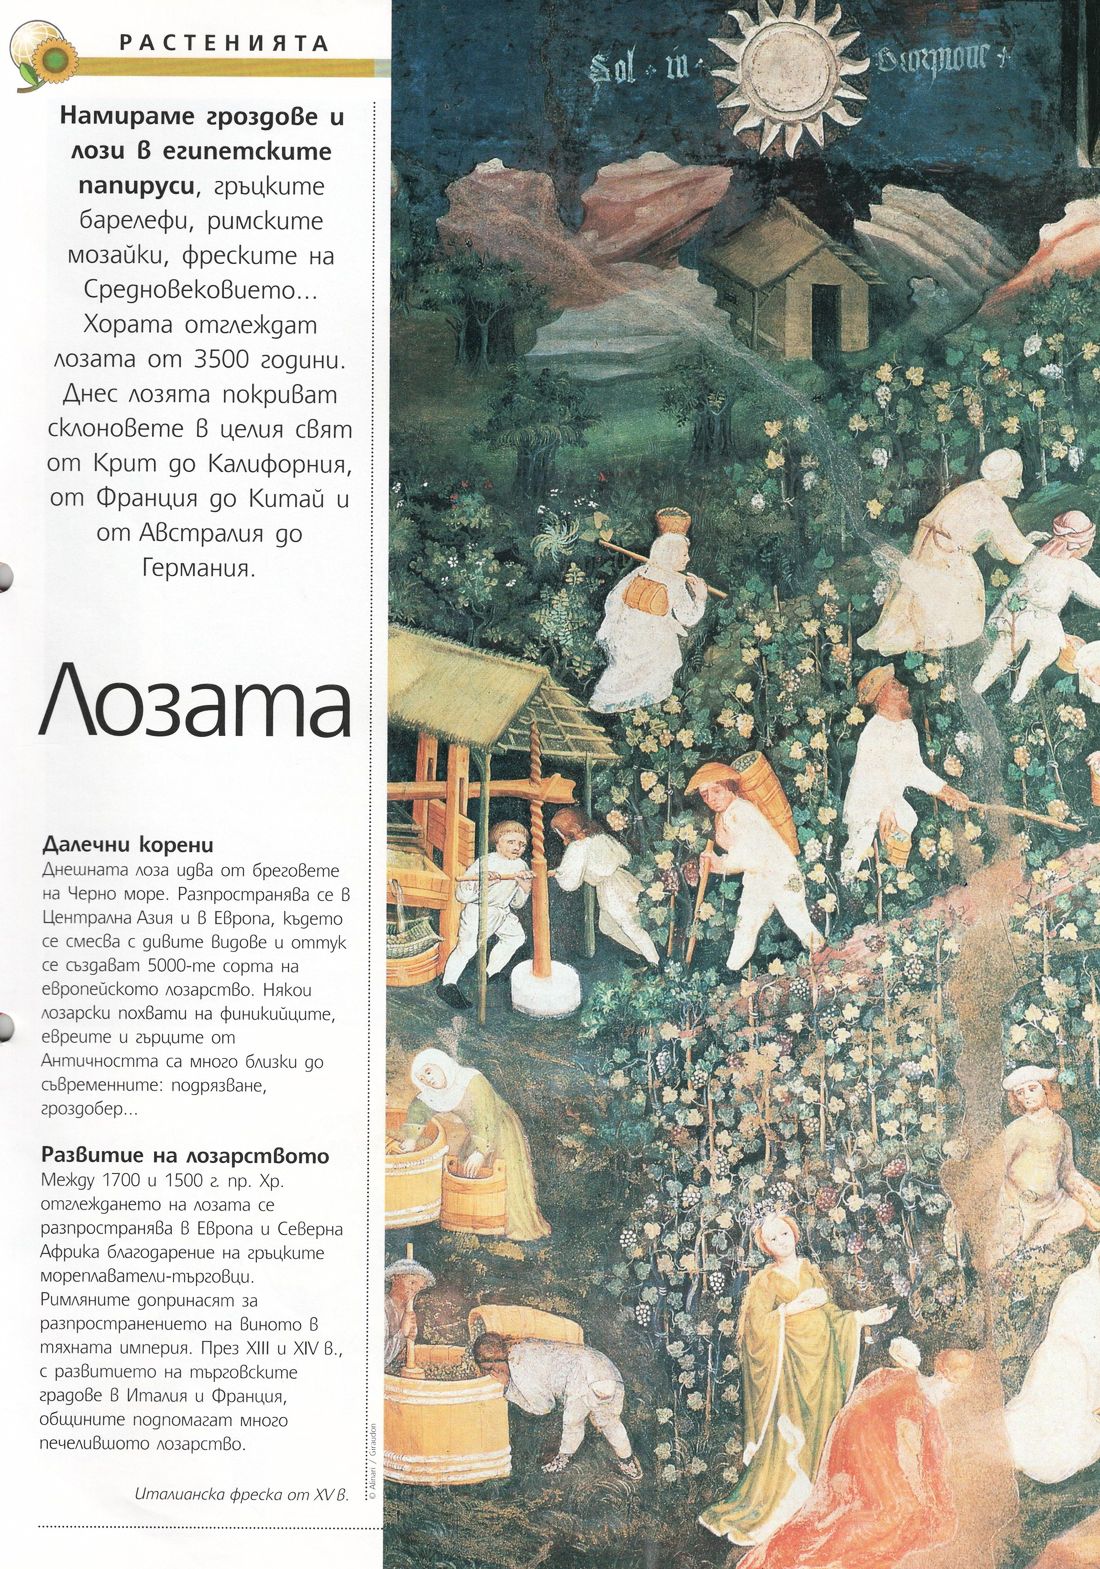 РАСТЕНИЯТА
Намираме гроздове и
лози в египетските
папируси, гръцките
барелефи, римските
мозайки, фреските на
Средновековието...
Хората отглеждат
лозата от 3500 години.
Днес лозята покриват
склоновете в целия свят
от Крит до Калифорния,
от Франция до Китай и
от Австралия до
Германия.
Лозата
Далечни корени
Днешната лоза идва от бреговете
на Черно море. Разпространява се в
Централна Азия и в Европа, където
се смесва с дивите видове и оттук
се създават 5000-те сорта на
европейското лозарство. Някои
лозарски похвати на финикийците,
евреите и гърците от
Античността са много близки до
съвременните: подрязване,
гроздобер...
Развитие на лозарството
Между 1700 и 1500 г. пр. Хр.
отглеждането на лозата се
разпространява в Европа и Северна
Африка благодарение на гръцките
мореплаватели-търговци.
Римляните допринасят за
разпространението на виното в
тяхната империя. През XIII и XIV в.,
с развитието на търговските
градове в Италия и Франция,
общините подпомагат много
печелившото лозарство.
Италианска фреска от XV в.
© Alinari / Giraudon
Sol in Scorpione